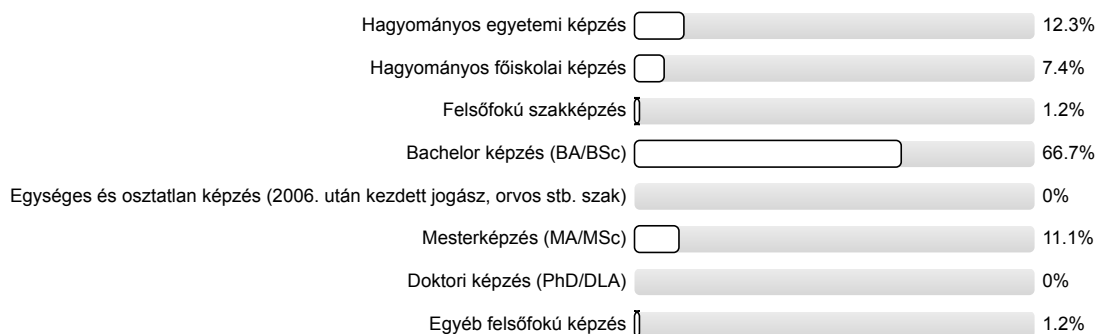 Hagyományos egyetemi képzés 12.3%
Hagyományos főiskolai képzés 7.4%
Felsőfokú szakképzés 1.2%
Bachelor képzés (BA/BSc) 66.7%
Egységes és osztatlan képzés (2006. után kezdett jogász, orvos stb. szak) 0%
Mesterképzés (MA/MSc) 11.1%
Doktori képzés (PhD/DLA) 0%
Egyéb felsőfokú képzés 1.2%